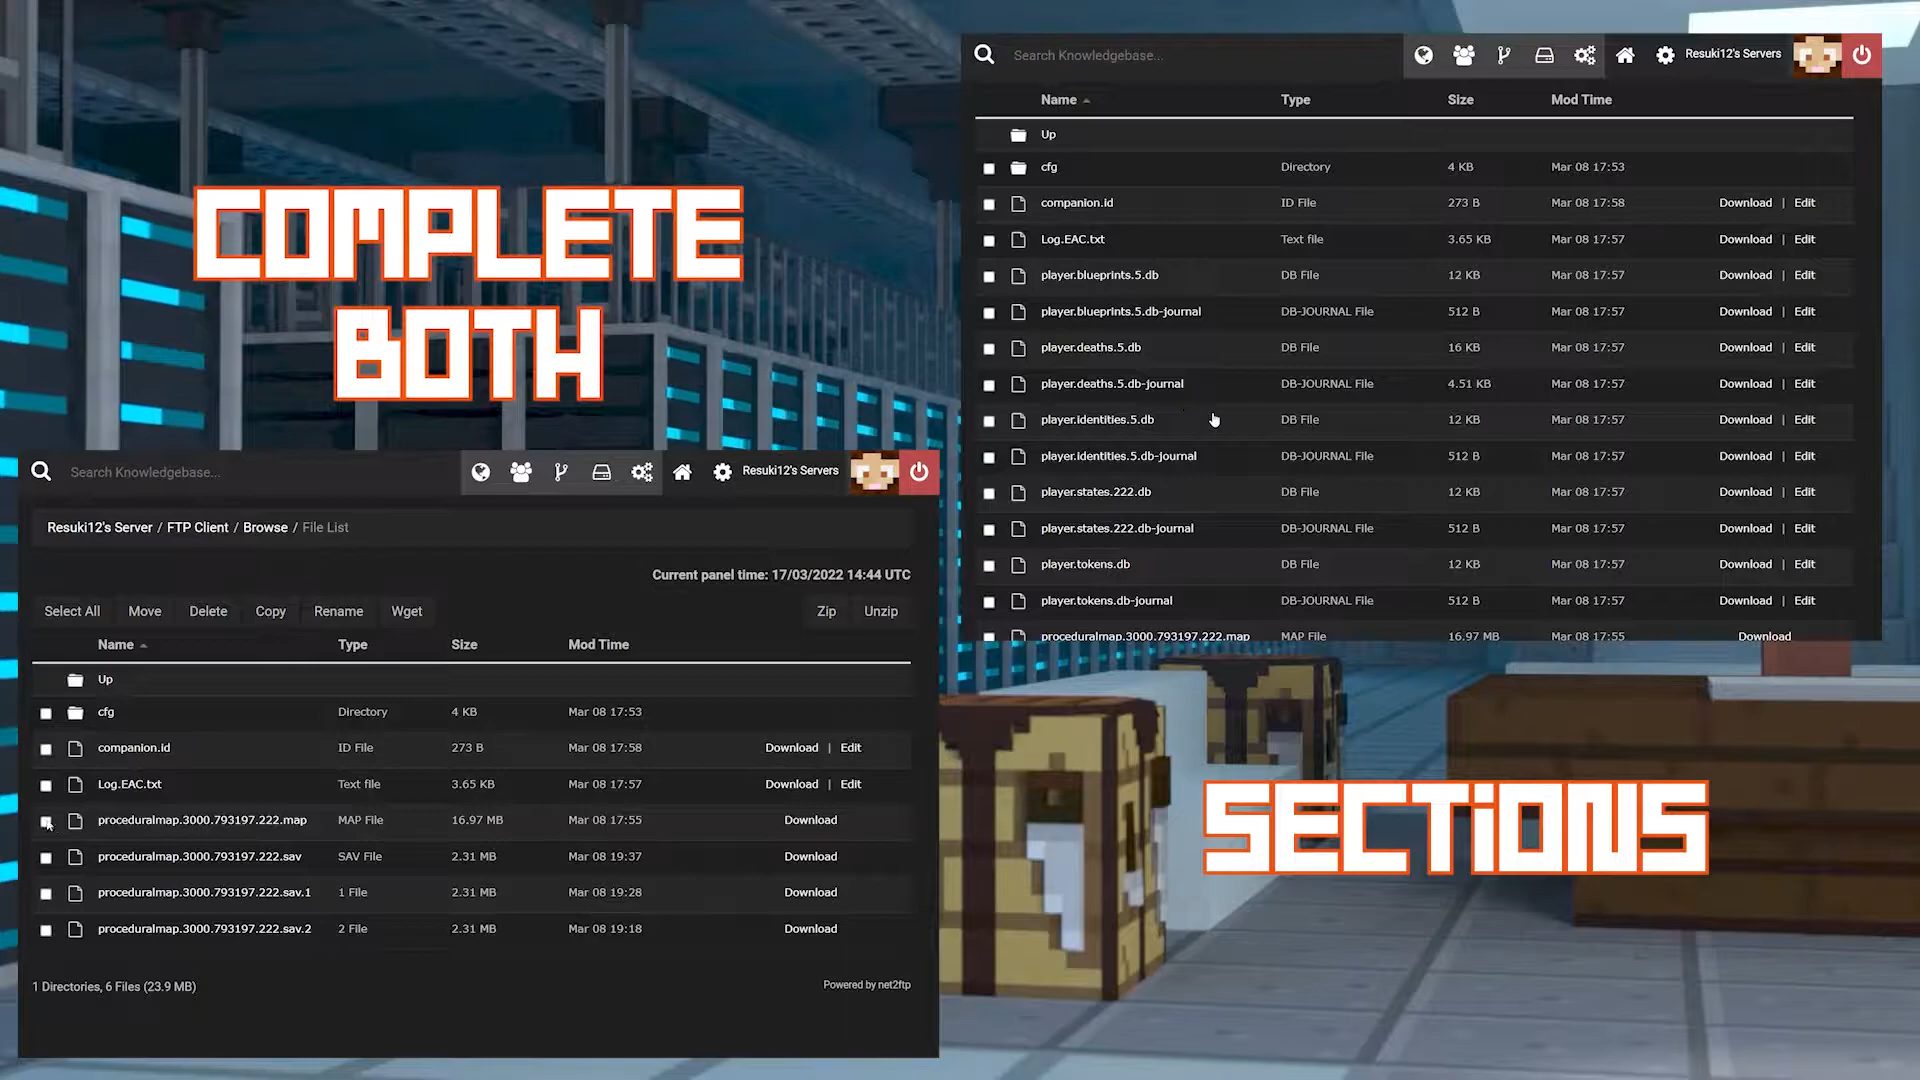 COMPLETE
BOTH
Search Knowledgebase...
Resuki12's Servers
Name Type Size Mod Time
Up
cfg Directory 4 KB Mar 08 17:53
companion.id ID File 273 B Mar 08 17:58 Download | Edit
Log.EAC.txt Text file 3.65 KB Mar 08 17:57 Download | Edit
player.blueprints.5.db DB File 12 KB Mar 08 17:57 Download | Edit
player.blueprints.5.db-journal DB-JOURNAL File 512 B Mar 08 17:57 Download | Edit
player.deaths.5.db DB File 16 KB Mar 08 17:57 Download | Edit
player.deaths.5.db-journal DB-JOURNAL File 4.51 KB Mar 08 17:57 Download | Edit
player.identities.5.db DB File 12 KB Mar 08 17:57 Download | Edit
player.identities.5.db-journal DB-JOURNAL File 512 B Mar 08 17:57 Download | Edit
player.states.222.db DB File 12 KB Mar 08 17:57 Download | Edit
player.states.222.db-journal DB-JOURNAL File 512 B Mar 08 17:57 Download | Edit
player.tokens.db DB File 12 KB Mar 08 17:57 Download | Edit
player.tokens.db-journal DB-JOURNAL File 512 B Mar 08 17:57 Download | Edit
proceduralmap.3000.793197.222.map MAP File 16.97 MB Mar 08 17:55 Download
Search Knowledgebase...
Resuki12's Servers
Resuki12's Server / FTP Client / Browse / File List
Current panel time: 17/03/2022 14:44 UTC
Select All Move Delete Copy Rename Wget Zip Unzip
Name Type Size Mod Time
Up
cfg Directory 4 KB Mar 08 17:53
companion.id ID File 273 B Mar 08 17:58 Download | Edit
Log.EAC.txt Text file 3.65 KB Mar 08 17:57 Download | Edit
proceduralmap.3000.793197.222.map MAP File 16.97 MB Mar 08 17:55 Download
proceduralmap.3000.793197.222.sav SAV File 2.31 MB Mar 08 19:37 Download
proceduralmap.3000.793197.222.sav.1 1 File 2.31 MB Mar 08 19:28 Download
proceduralmap.3000.793197.222.sav.2 2 File 2.31 MB Mar 08 19:18 Download
1 Directories, 6 Files (23.9 MB)
Powered by net2ftp
SECTiONS